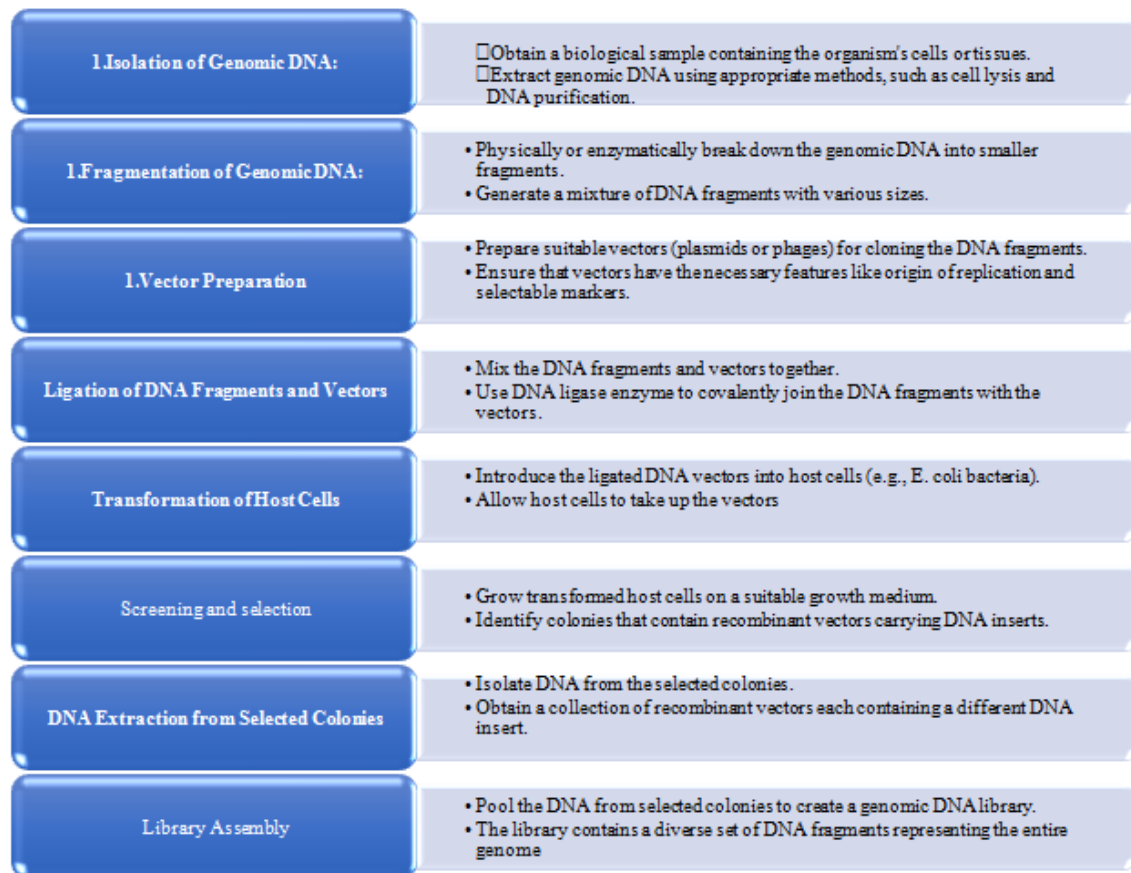 1.Isolation of Genomic DNA:
□Obtain a biological sample containing the organism's cells or tissues.
□Extract genomic DNA using appropriate methods, such as cell lysis and
DNA purification.
1.Fragmentation of Genomic DNA:
• Physically or enzymatically break down the genomic DNA into smaller
fragments.
• Generate a mixture of DNA fragments with various sizes.
1.Vector Preparation
• Prepare suitable vectors (plasmids or phages) for cloning the DNA fragments.
• Ensure that vectors have the necessary features like origin of replication and
selectable markers.
Ligation of DNA Fragments and Vectors
• Mix the DNA fragments and vectors together.
• Use DNA ligase enzyme to covalently join the DNA fragments with the
vectors.
Transformation of Host Cells
• Introduce the ligated DNA vectors into host cells (e.g., E. coli bacteria).
• Allow host cells to take up the vectors
Screening and selection
• Grow transformed host cells on a suitable growth medium.
• Identify colonies that contain recombinant vectors carrying DNA inserts.
DNA Extraction from Selected Colonies
• Isolate DNA from the selected colonies.
• Obtain a collection of recombinant vectors each containing a different DNA
insert.
Library Assembly
• Pool the DNA from selected colonies to create a genomic DNA library.
• The library contains a diverse set of DNA fragments representing the entire
genome